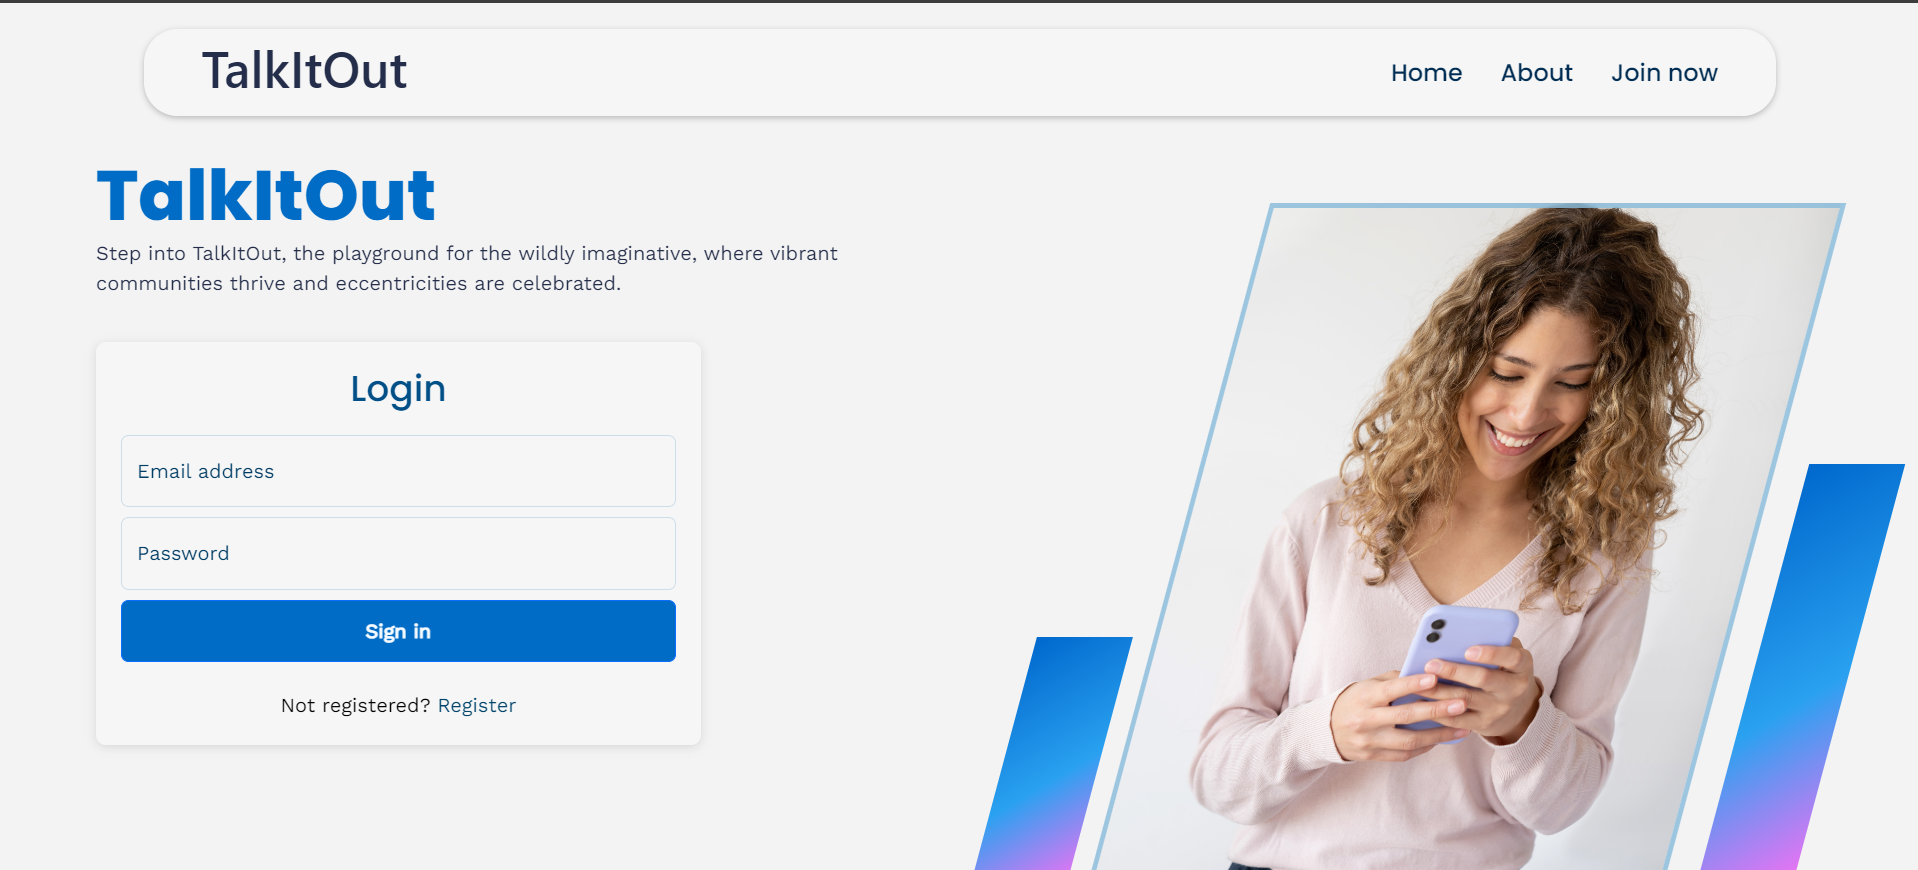 TalkItOut
Home About Join now
TalkItOut
Step into TalkItOut, the playground for the wildly imaginative, where vibrant
communities thrive and eccentricities are celebrated.
Login
Email address
Password
Sign in
Not registered? Register